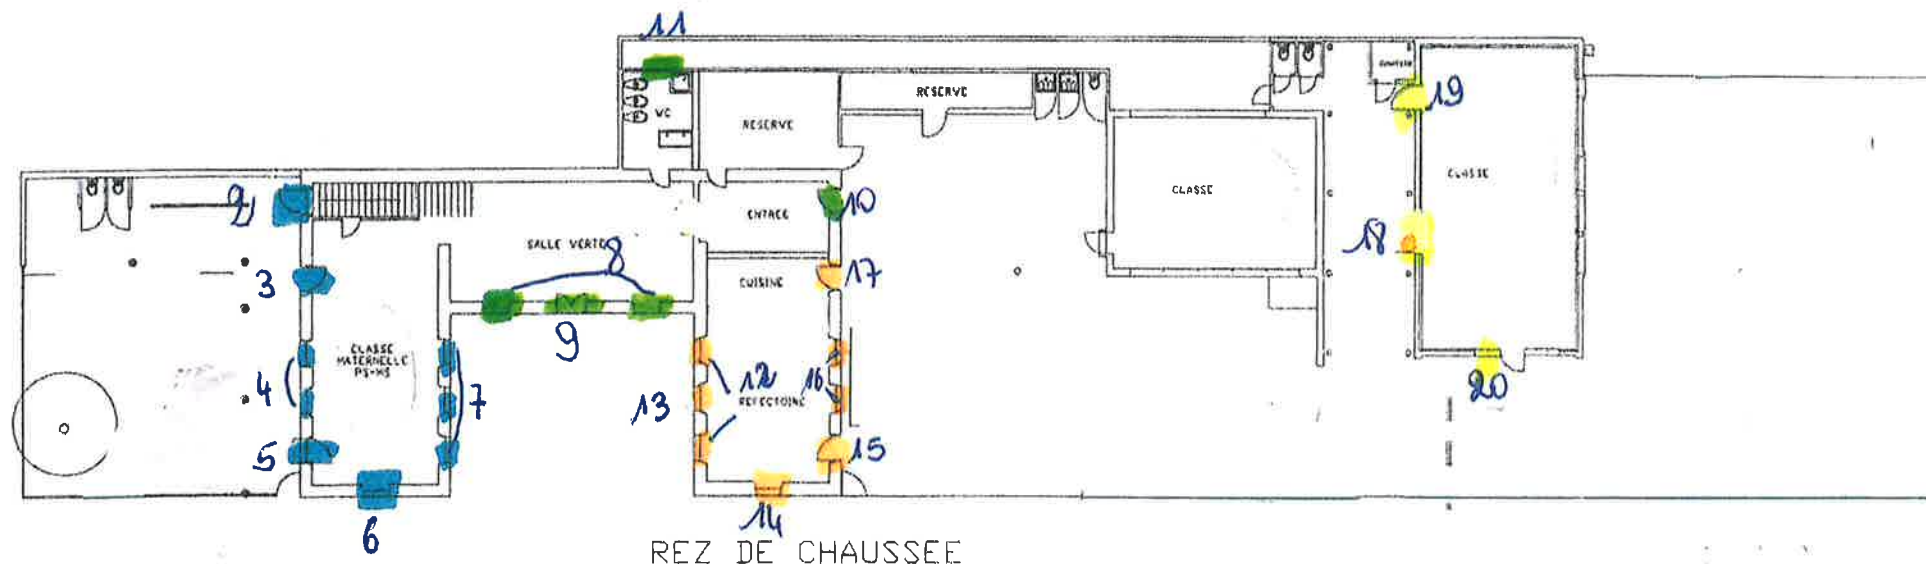 11
19
RESERVE
WC
RESERVE
CLASSE
CLASSE
2
10
ENTREE
SALLE VERTE
8
18
3
CUISINE
17
9
CLASSE
MATERNELLE
PS-MS
4
7
13
12
16
REFECTOIRE
20
5
15
6
14
REZ DE CHAUSSEE